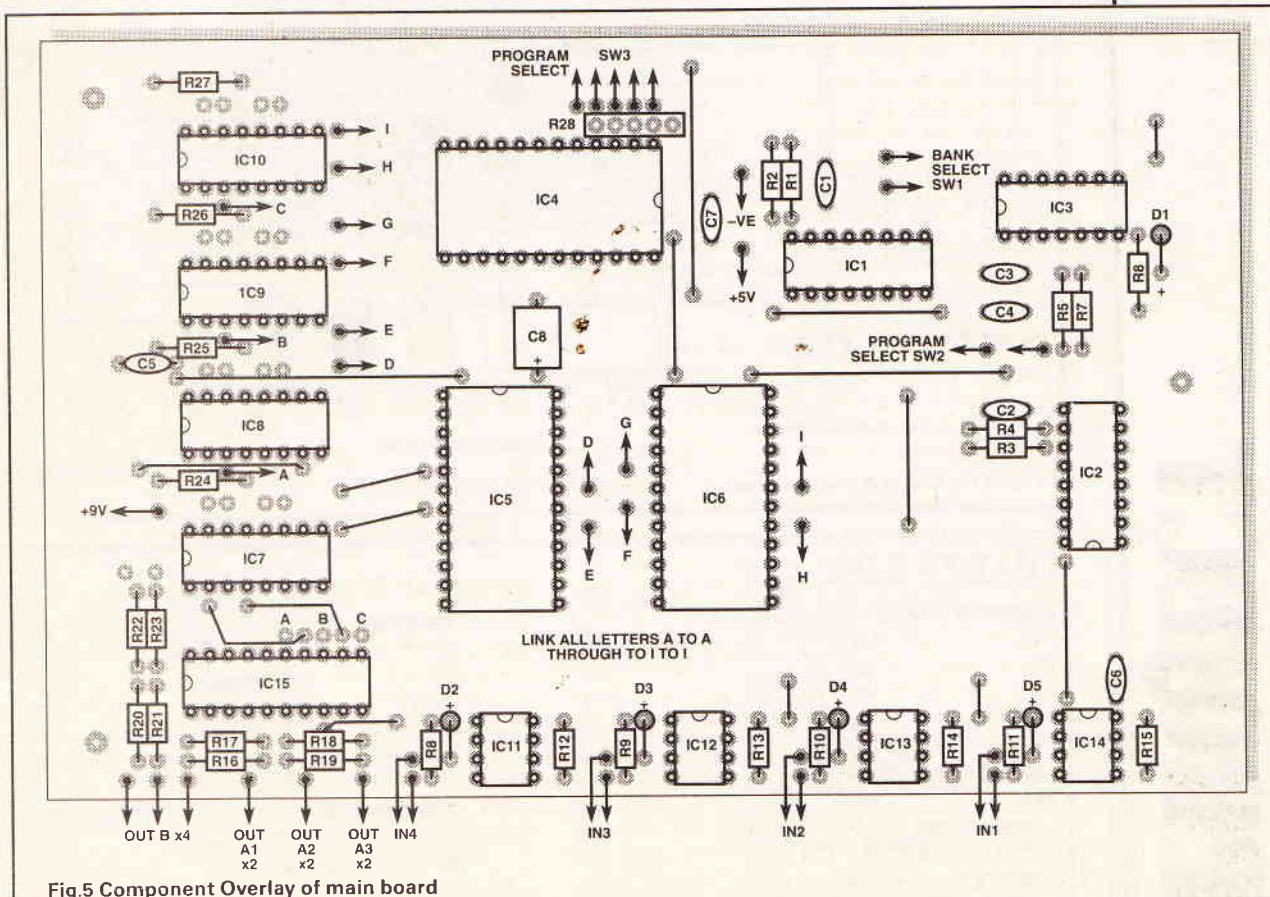 PROGRAM SELECT SW3
R27
R28
I
IC10
H
IC4
R2
R1
C1
BANK SELECT SW1
IC3
D1
R26
C
G
C7
–VE
IC1
C3
R8
F
1C9
+5V
C4
R5
R7
+
E
C8
+
R25
B
PROGRAM SELECT SW2
C5
D
C2
IC8
G
R4
D
I
R3
R24
A
IC5
IC6
IC2
+9V
F
IC7
E
H
R22
R23
A B C
LINK ALL LETTERS A TO A
THROUGH TO I TO I
IC15
C6
D2
+
D3
+
D4
+
D5
+
R20
R21
R17
R18
R16
R19
R8
IC11
R12
R9
IC12
R13
R10
IC13
R14
R11
IC14
R15
OUT B x4
OUT A1 x2
OUT A2 x2
OUT A3 x2
IN4
IN3
IN2
IN1
Fig.5 Component Overlay of main board